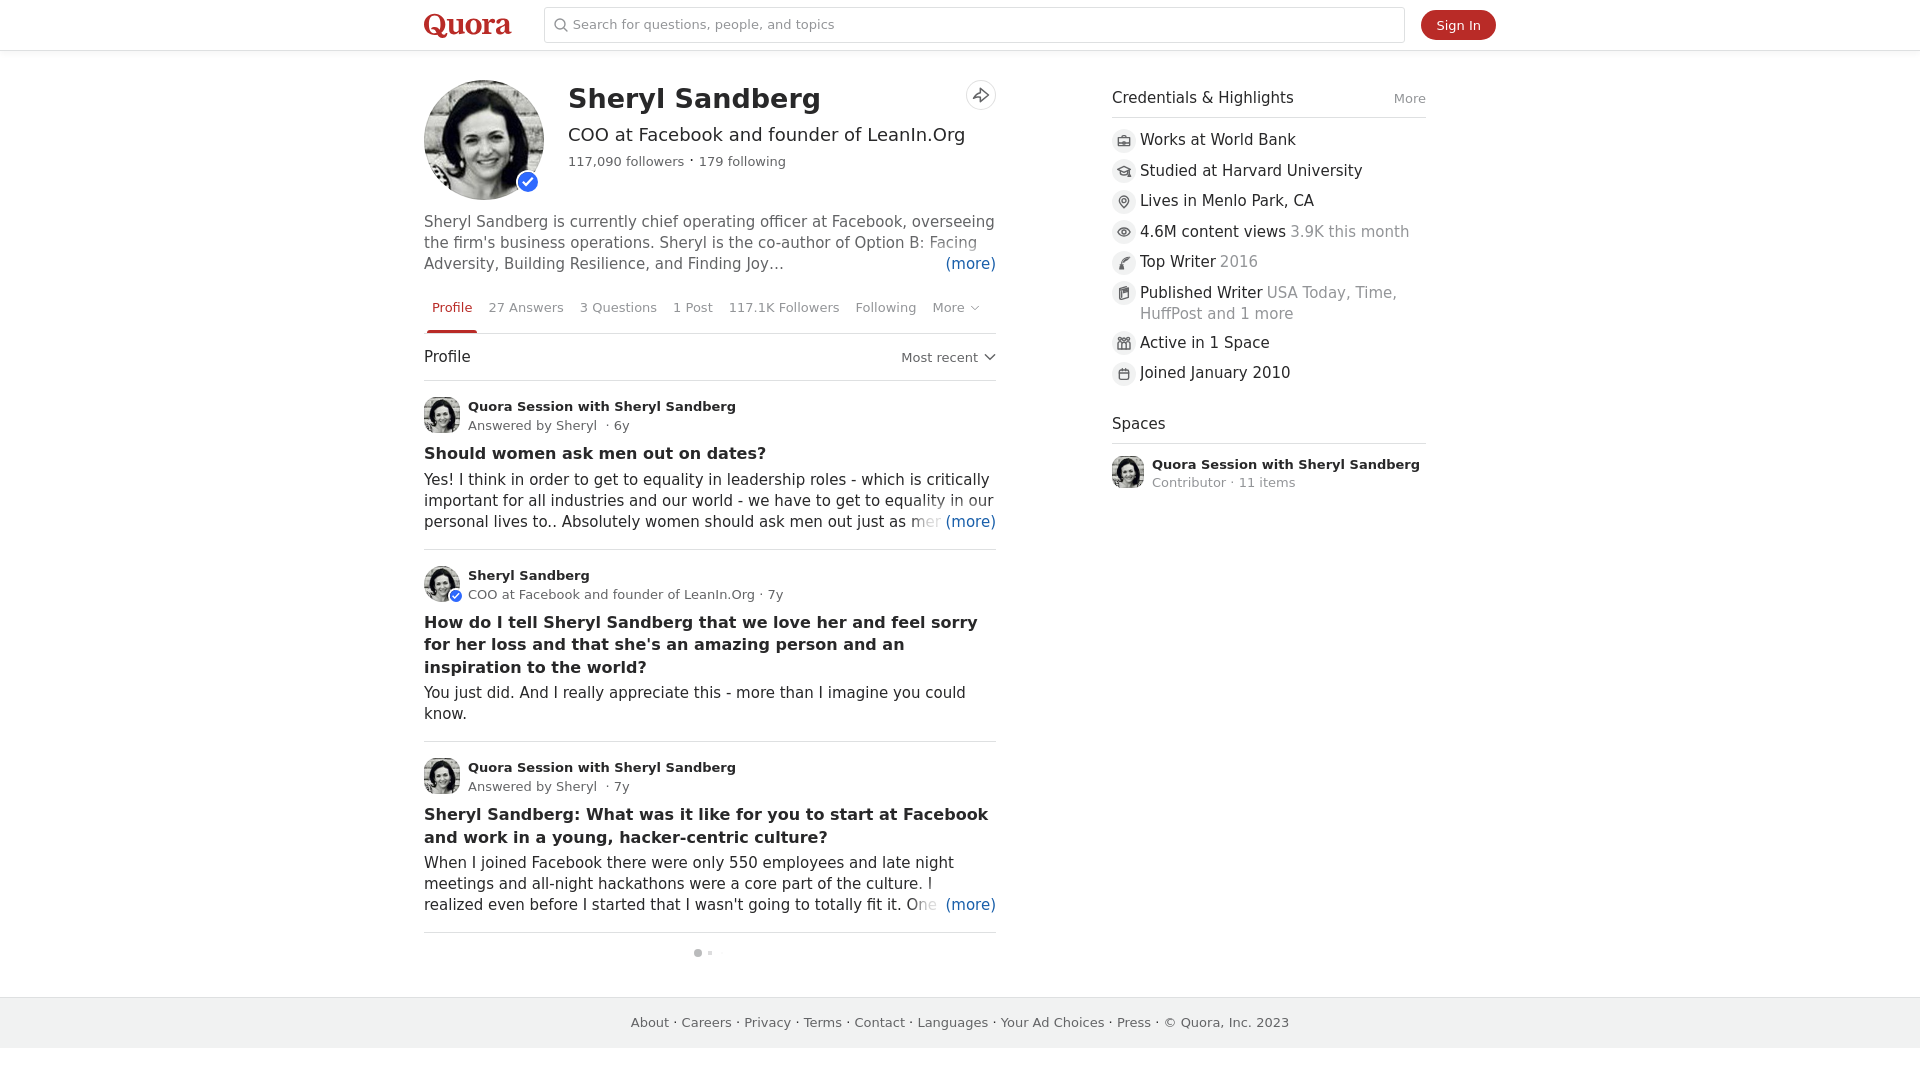 Quora
Search for questions, people, and topics
Sign In
Sheryl Sandberg
COO at Facebook and founder of LeanIn.Org
117,090 followers · 179 following
Sheryl Sandberg is currently chief operating officer at Facebook, overseeing
the firm's business operations. Sheryl is the co-author of Option B: Facing
Adversity, Building Resilience, and Finding Joy… (more)
Profile 27 Answers 3 Questions 1 Post 117.1K Followers Following More
Profile Most recent
Quora Session with Sheryl Sandberg
Answered by Sheryl · 6y
Should women ask men out on dates?
Yes! I think in order to get to equality in leadership roles - which is critically
important for all industries and our world - we have to get to equality in our
personal lives to.. Absolutely women should ask men out just as men (more)
Sheryl Sandberg
COO at Facebook and founder of LeanIn.Org · 7y
How do I tell Sheryl Sandberg that we love her and feel sorry
for her loss and that she's an amazing person and an
inspiration to the world?
You just did. And I really appreciate this - more than I imagine you could
know.
Quora Session with Sheryl Sandberg
Answered by Sheryl · 7y
Sheryl Sandberg: What was it like for you to start at Facebook
and work in a young, hacker-centric culture?
When I joined Facebook there were only 550 employees and late night
meetings and all-night hackathons were a core part of the culture. I
realized even before I started that I wasn't going to totally fit it. One (more)
Credentials & Highlights More
Works at World Bank
Studied at Harvard University
Lives in Menlo Park, CA
4.6M content views 3.9K this month
Top Writer 2016
Published Writer USA Today, Time,
HuffPost and 1 more
Active in 1 Space
Joined January 2010
Spaces
Quora Session with Sheryl Sandberg
Contributor · 11 items
About · Careers · Privacy · Terms · Contact · Languages · Your Ad Choices · Press · © Quora, Inc. 2023